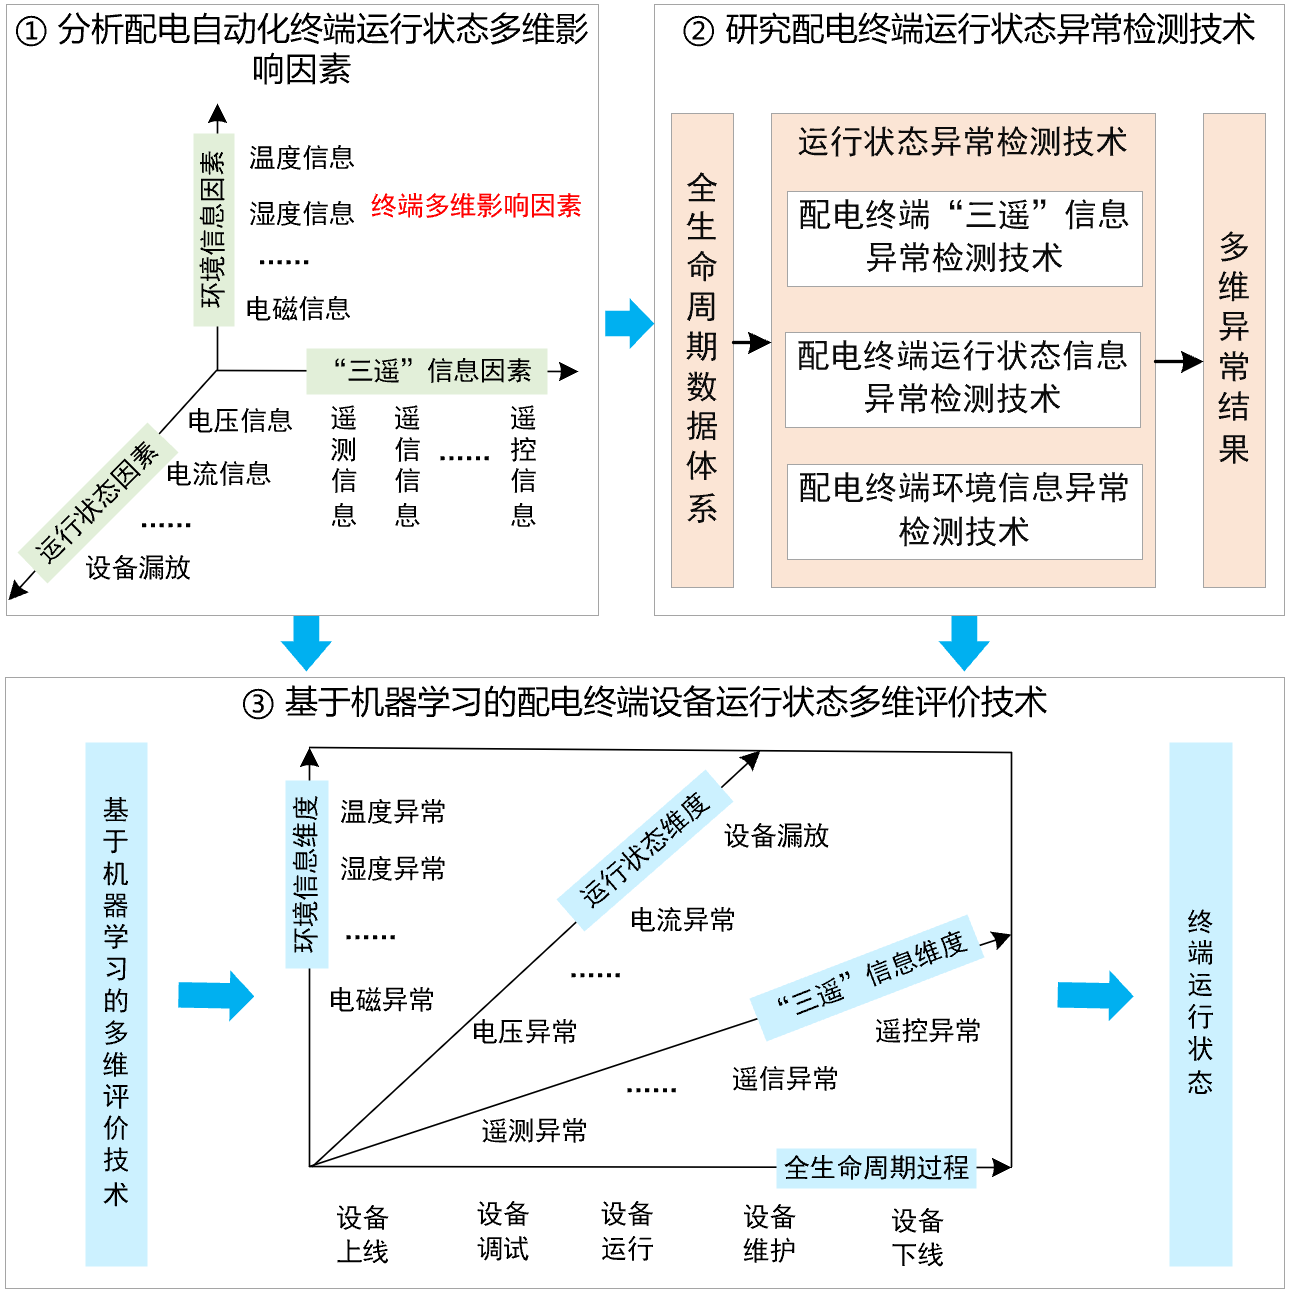 ① 分析配电自动化终端运行状态多维影
响因素
环境信息因素
温度信息
湿度信息
......
电磁信息
终端多维影响因素
“三遥”信息因素
遥测信息
遥信信息
......
遥控信息
运行状态因素
电压信息
电流信息
......
设备漏放
② 研究配电终端运行状态异常检测技术
全生命周期数据体系
运行状态异常检测技术
配电终端“三遥”信息
异常检测技术
配电终端运行状态信息
异常检测技术
配电终端环境信息异常
检测技术
多维异常结果
③ 基于机器学习的配电终端设备运行状态多维评价技术
基于机器学习的多维评价技术
环境信息维度
温度异常
湿度异常
......
电磁异常
运行状态维度
设备漏放
电流异常
......
电压异常
“三遥”信息维度
遥控异常
遥信异常
......
遥测异常
全生命周期过程
设备
上线
设备
调试
设备
运行
设备
维护
设备
下线
终端运行状态